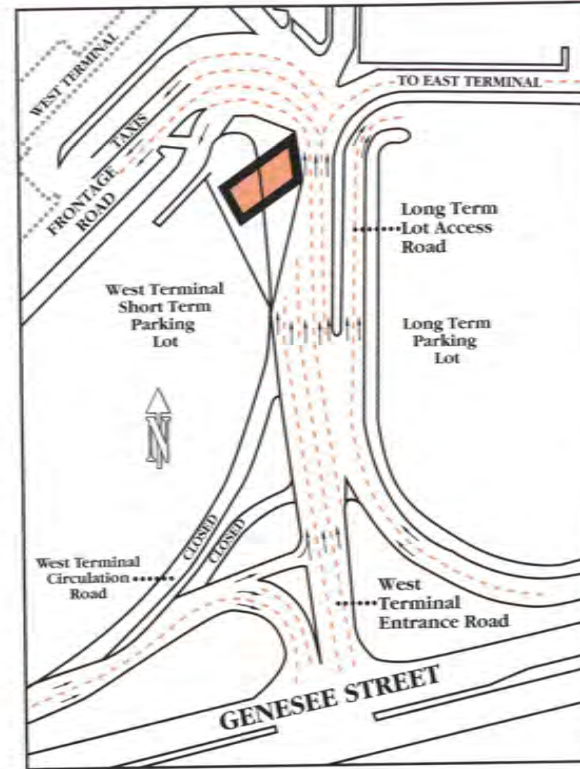 WEST TERMINAL
TAXIS
FRONTAGE
ROAD
TO EAST TERMINAL
Long Term
Lot Access
Road
West Terminal
Short Term
Parking
Lot
Long Term
Parking
Lot
N
CLOSED
CLOSED
West Terminal
Circulation
Road
West
Terminal
Entrance Road
GENESEE STREET